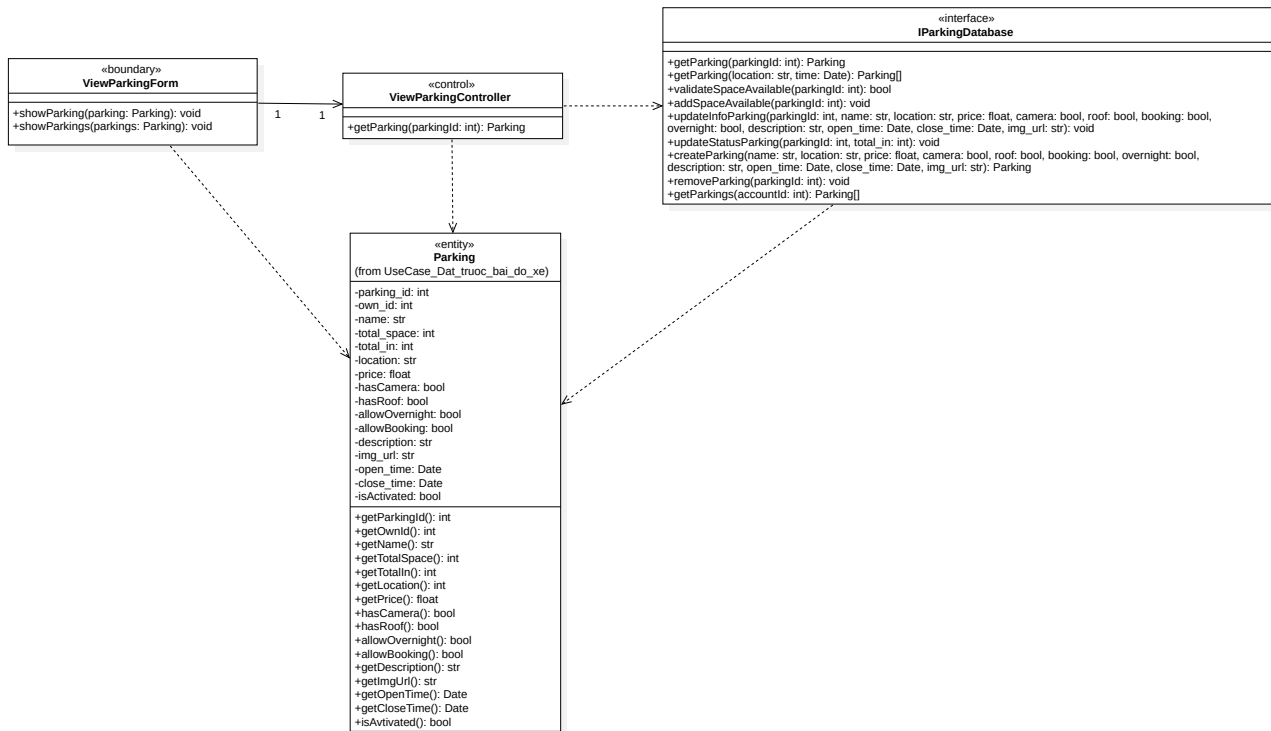 «boundary»
ViewParkingForm
+showParking(parking: Parking): void
+showParkings(parkings: Parking): void
1
1
«control»
ViewParkingController
+getParking(parkingId: int): Parking
«interface»
IParkingDatabase
+getParking(parkingId: int): Parking
+getParking(location: str, time: Date): Parking[]
+validateSpaceAvailable(parkingId: int): bool
+addSpaceAvailable(parkingId: int): void
+updateInfoParking(parkingId: int, name: str, location: str, price: float, camera: bool, roof: bool, booking: bool,
overnight: bool, description: str, open_time: Date, close_time: Date, img_url: str): void
+updateStatusParking(parkingId: int, total_in: int): void
+createParking(name: str, location: str, price: float, camera: bool, roof: bool, booking: bool, overnight: bool,
description: str, open_time: Date, close_time: Date, img_url: str): Parking
+removeParking(parkingId: int): void
+getParkings(accountId: int): Parking[]
«entity»
Parking
(from UseCase_Dat_truoc_bai_do_xe)
-parking_id: int
-own_id: int
-name: str
-total_space: int
-total_in: int
-location: str
-price: float
-hasCamera: bool
-hasRoof: bool
-allowOvernight: bool
-allowBooking: bool
-description: str
-img_url: str
-open_time: Date
-close_time: Date
-isActivated: bool
+getParkingId(): int
+getOwnId(): int
+getName(): str
+getTotalSpace(): int
+getTotalIn(): int
+getLocation(): int
+getPrice(): float
+hasCamera(): bool
+hasRoof(): bool
+allowOvernight(): bool
+allowBooking(): bool
+getDescription(): str
+getImgUrl(): str
+getOpenTime(): Date
+getCloseTime(): Date
+isAvtivated(): bool